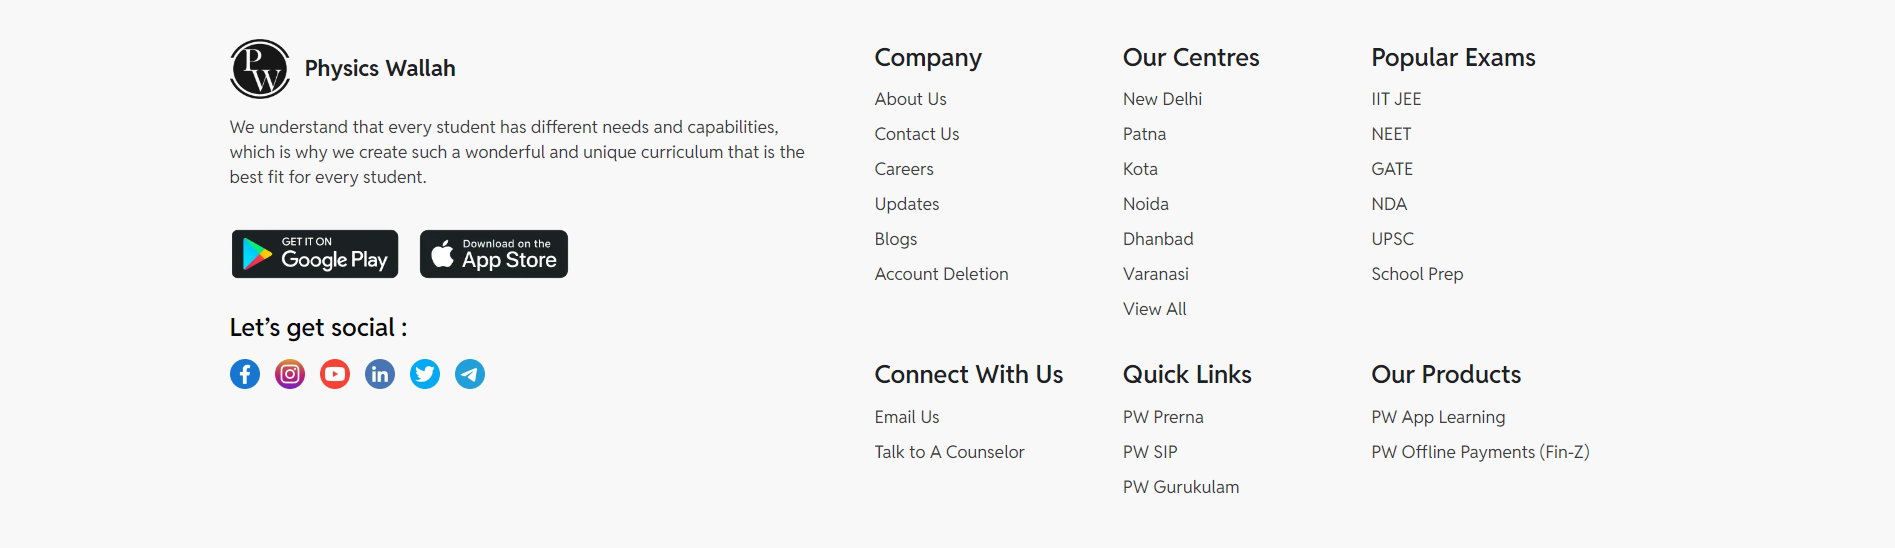 PW
Physics Wallah
We understand that every student has different needs and capabilities,
which is why we create such a wonderful and unique curriculum that is the
best fit for every student.
GET IT ON
Google Play
Download on the
App Store
Let's get social :
Company
About Us
Contact Us
Careers
Updates
Blogs
Account Deletion
Our Centres
New Delhi
Patna
Kota
Noida
Dhanbad
Varanasi
View All
Popular Exams
IIT JEE
NEET
GATE
NDA
UPSC
School Prep
Connect With Us
Email Us
Talk to A Counselor
Quick Links
PW Prerna
PW SIP
PW Gurukulam
Our Products
PW App Learning
PW Offline Payments (Fin-Z)